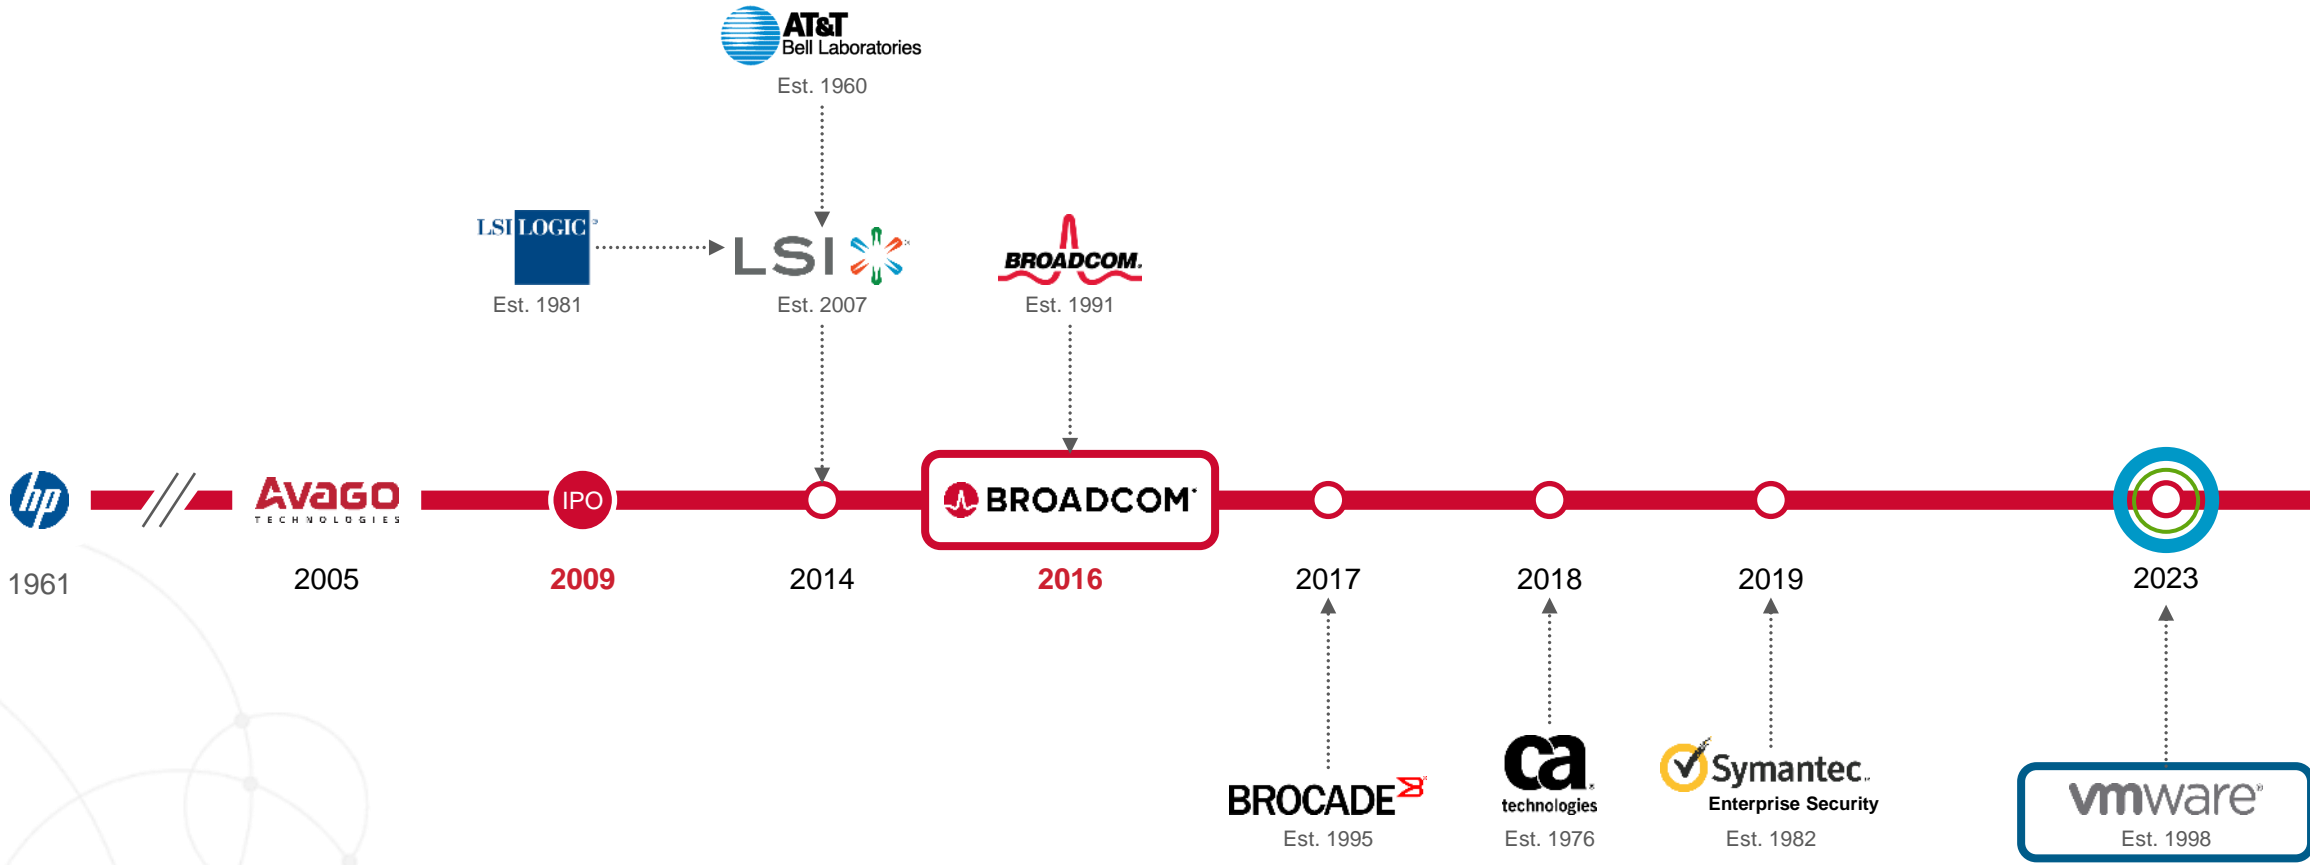 AT&T
Bell Laboratories
Est. 1960
LSI LOGIC
Est. 1981
LSI
Est. 2007
BROADCOM.
Est. 1991
hp
AVAGO
TECHNOLOGIES
IPO
BROADCOM
1961
2005
2009
2014
2016
2017
2018
2019
2023
BROCADE
Est. 1995
ca
technologies
Est. 1976
Symantec
Enterprise Security
Est. 1982
vmware
Est. 1998